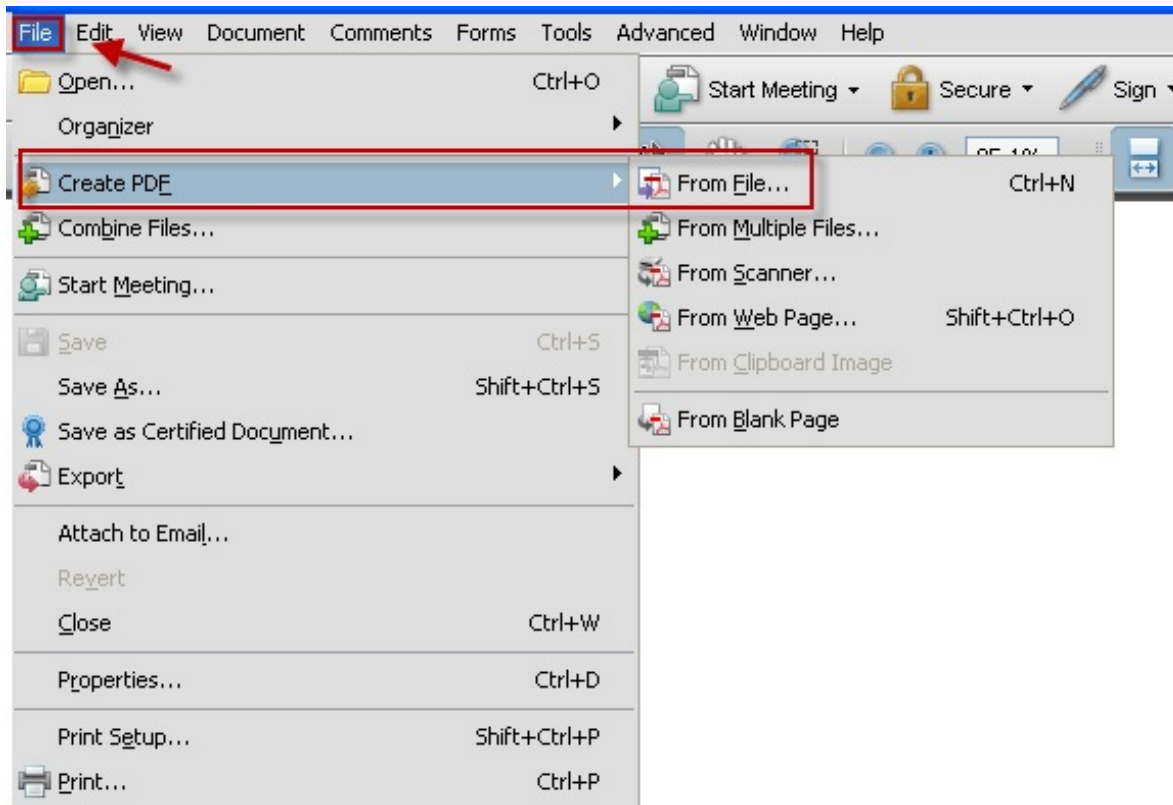 File Edit View Document Comments Forms Tools Advanced Window Help
Open... Ctrl+O
Organizer
Create PDF
Combine Files...
Start Meeting...
Save Ctrl+S
Save As... Shift+Ctrl+S
Save as Certified Document...
Export
Attach to Email...
Revert
Close Ctrl+W
Properties... Ctrl+D
Print Setup... Shift+Ctrl+P
Print... Ctrl+P
Start Meeting Secure Sign
From File... Ctrl+N
From Multiple Files...
From Scanner...
From Web Page... Shift+Ctrl+O
From Clipboard Image
From Blank Page